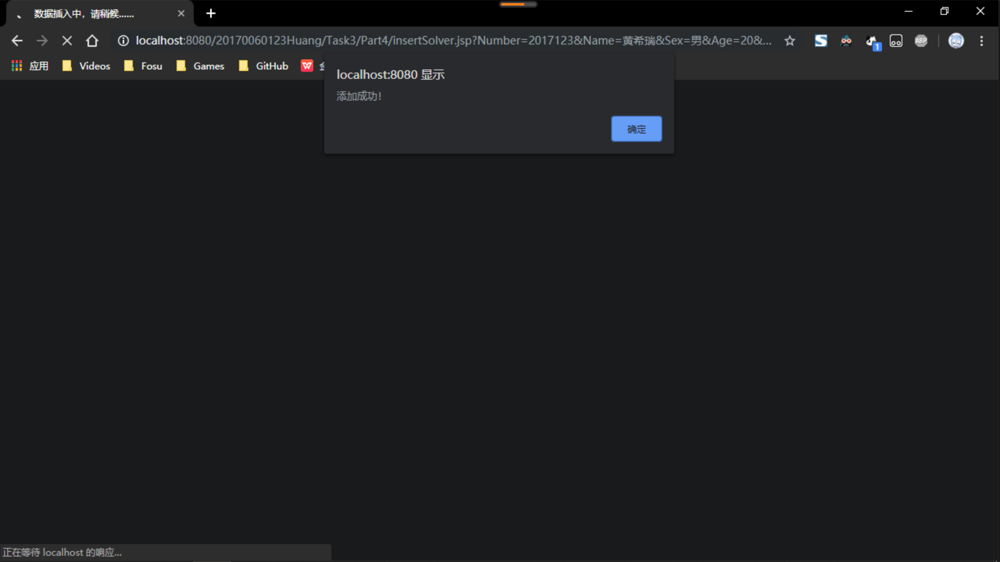 数据插入中，请稍候......
localhost:8080/20170060123Huang/Task3/Part4/insertSolver.jsp?Number=2017123&Name=黄希瑞&Sex=男&Age=20&...
ABP
1
应用 Videos Fosu Games GitHub
localhost:8080 显示
添加成功！
确定
正在等待 localhost 的响应...